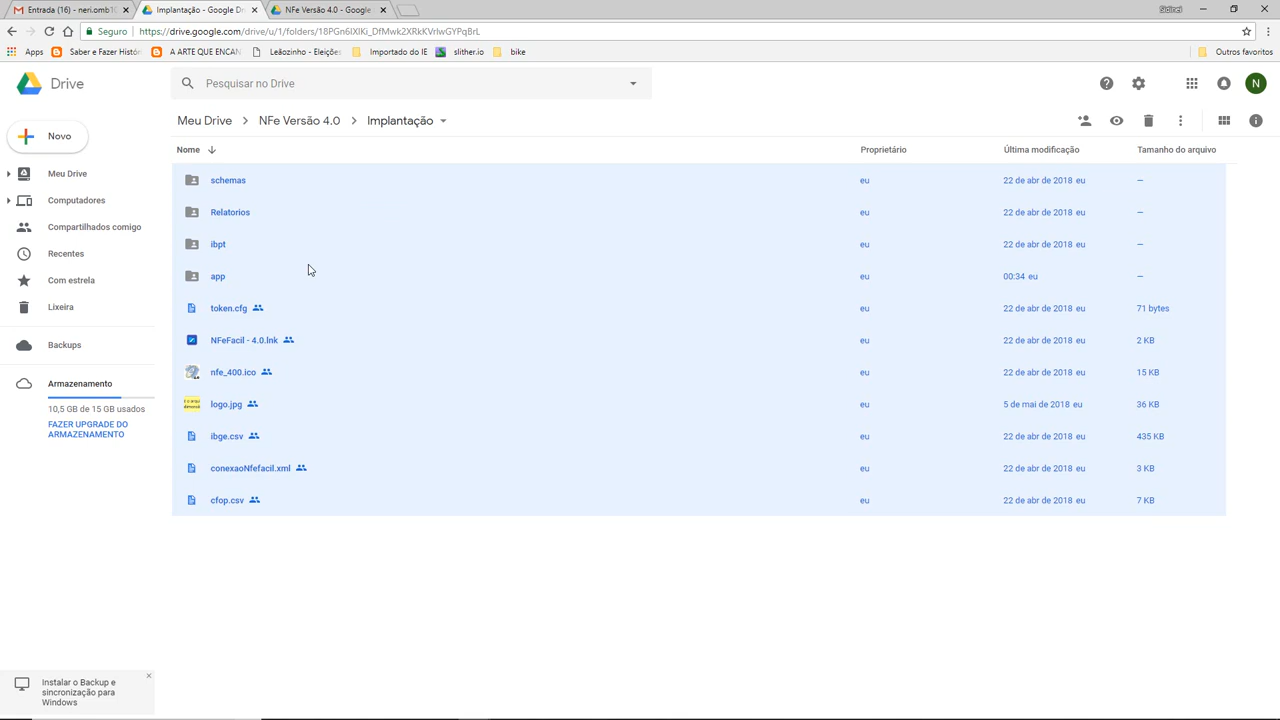 Entrada (16) - neri.omb10
Implantação - Google Dri
NFe Versão 4.0 - Google
Seguro
https://drive.google.com/drive/u/1/folders/18PGn6IXIKi_DfMwk2XRkKVrlwGYPqBrL
Apps
Saber e Fazer Histór
A ARTE QUE ENCAN
Leãozinho - Eleiçõe
Importado do IE
slither.io
bike
Outros favoritos
Drive
Pesquisar no Drive
N
Novo
Meu Drive
NFe Versão 4.0
Implantação
Nome
Proprietário
Última modificação
Tamanho do arquivo
Meu Drive
Computadores
Compartilhados comigo
Recentes
Com estrela
Lixeira
Backups
Armazenamento
10,5 GB de 15 GB usados
FAZER UPGRADE DO
ARMAZENAMENTO
schemas eu 22 de abr de 2018 eu —
Relatorios eu 22 de abr de 2018 eu —
ibpt eu 22 de abr de 2018 eu —
app eu 00:34 eu —
token.cfg eu 22 de abr de 2018 eu 71 bytes
NFeFacil - 4.0.lnk eu 22 de abr de 2018 eu 2 KB
nfe_400.ico eu 22 de abr de 2018 eu 15 KB
logo.jpg eu 5 de mai de 2018 eu 36 KB
ibge.csv eu 22 de abr de 2018 eu 435 KB
conexaoNfefacil.xml eu 22 de abr de 2018 eu 3 KB
cfop.csv eu 22 de abr de 2018 eu 7 KB
Instalar o Backup e
sincronização para
Windows